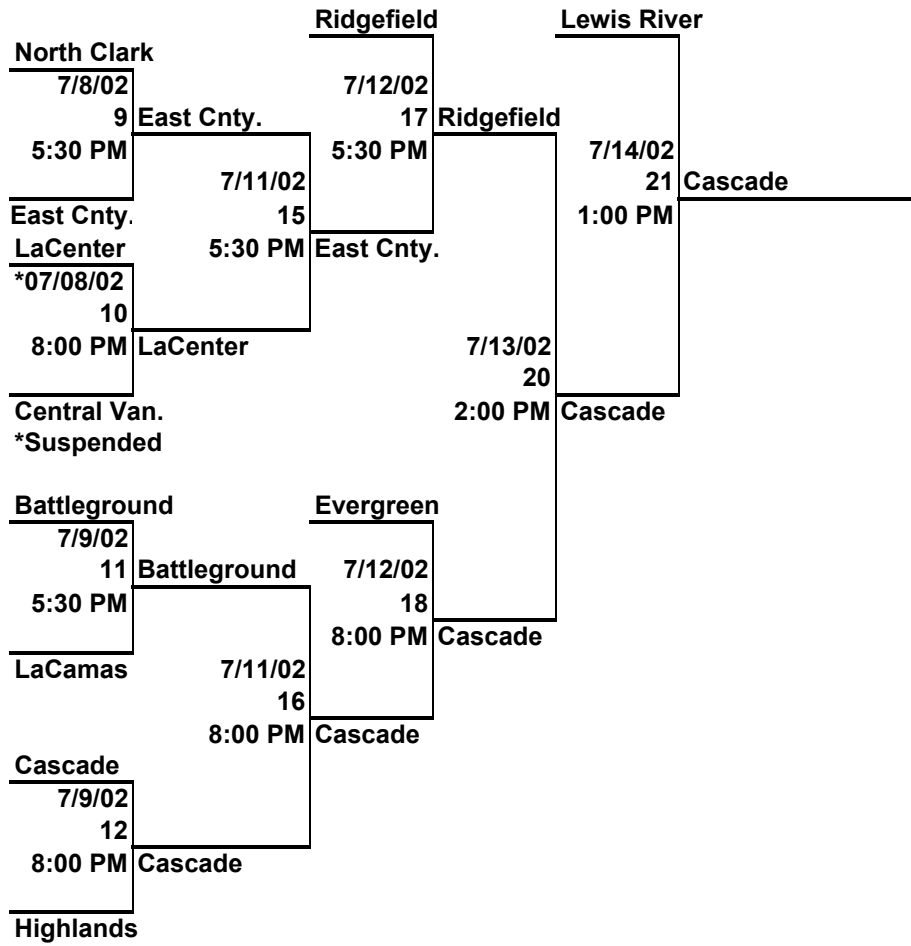 Ridgefield Lewis River
North Clark
7/8/02 7/12/02
9 East Cnty. 17 Ridgefield
5:30 PM 5:30 PM 7/14/02
7/11/02 21 Cascade
East Cnty. 15 1:00 PM
LaCenter 5:30 PM East Cnty.
*07/08/02
10
8:00 PM LaCenter 7/13/02
20
Central Van. 2:00 PM Cascade
*Suspended
Battleground Evergreen
7/9/02
11 Battleground 7/12/02
5:30 PM 18
8:00 PM Cascade
LaCamas 7/11/02
16
8:00 PM Cascade
Cascade
7/9/02
12
8:00 PM Cascade
Highlands